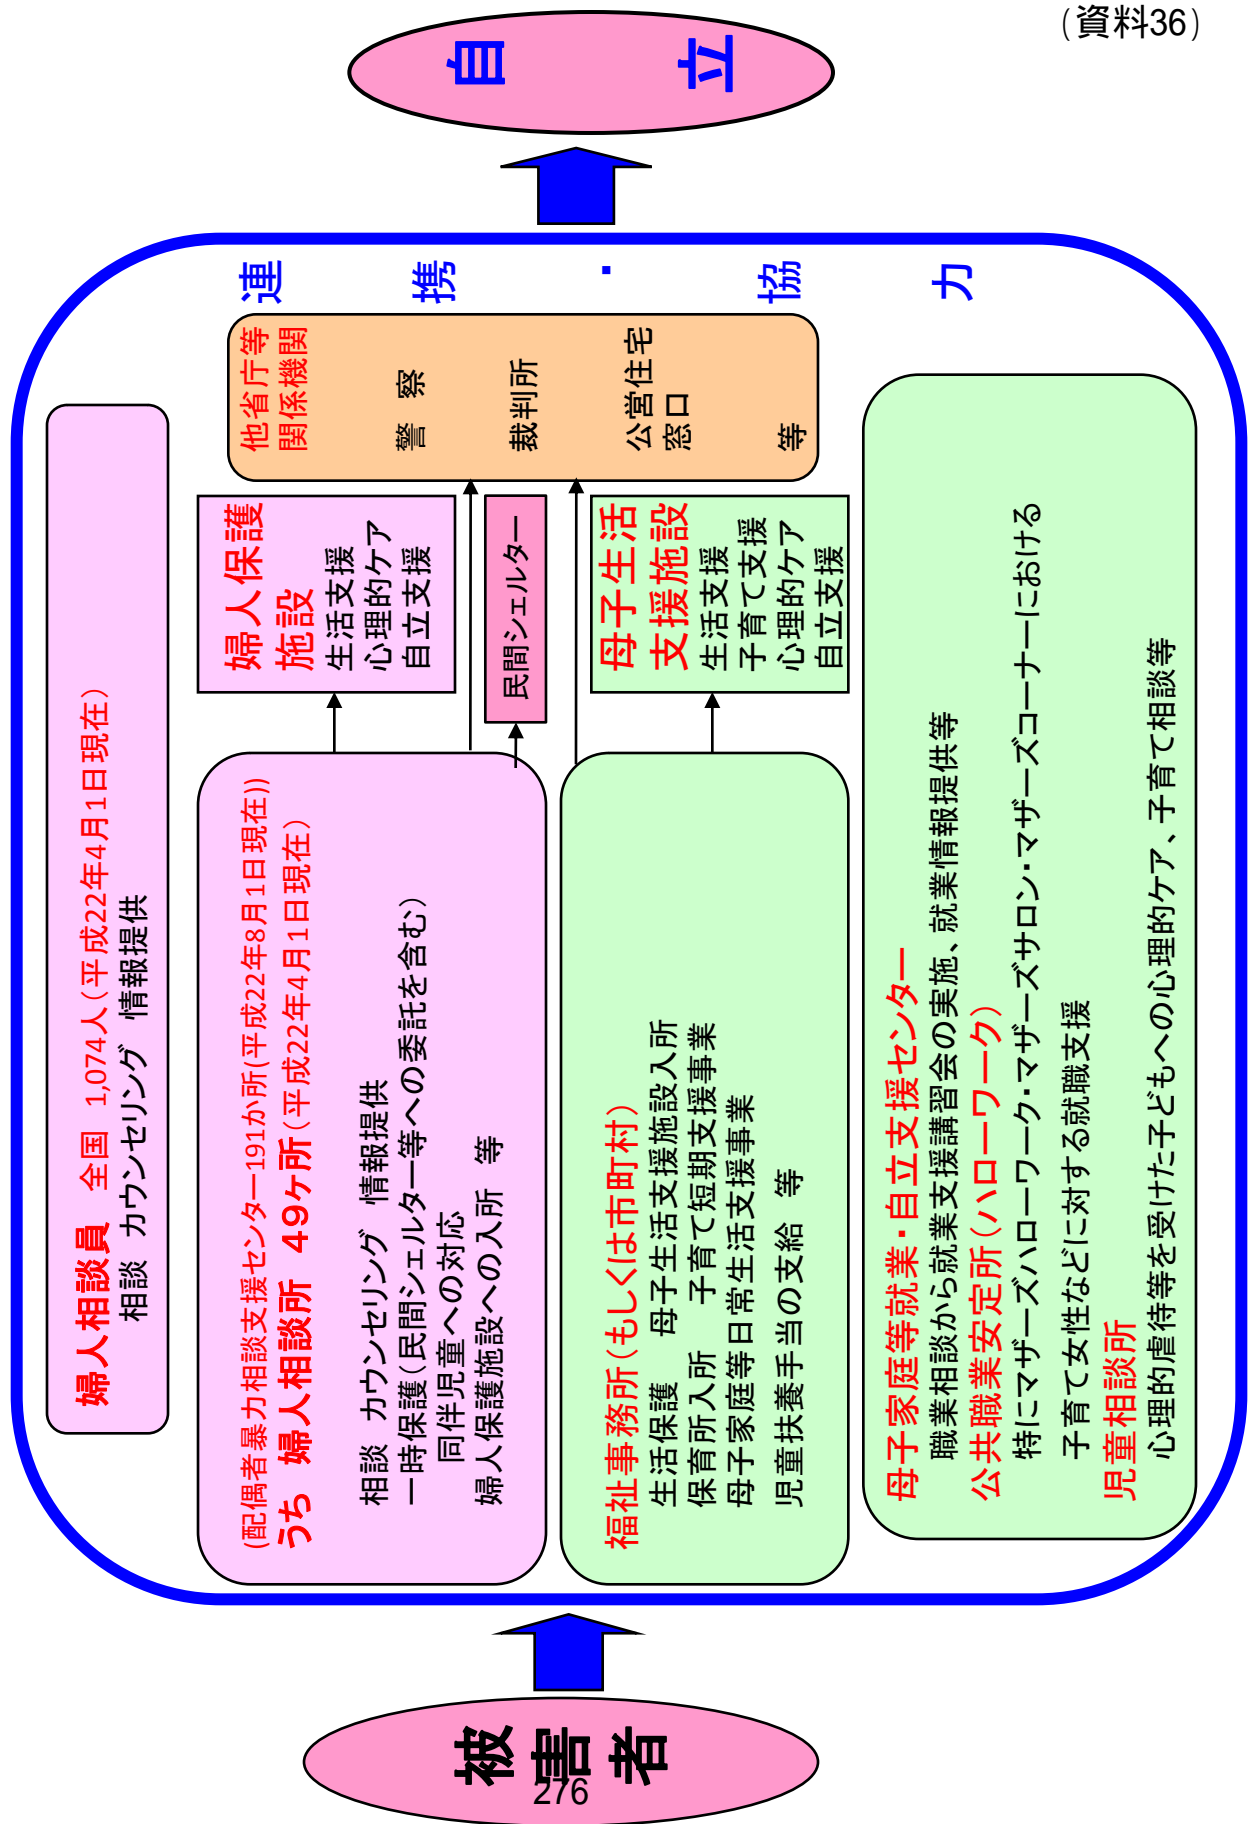 (資料36)
被害者
婦人相談員 全国 1,074人(平成22年4月1日現在)
相談 カウンセリング 情報提供
(配偶者暴力相談支援センター191か所(平成22年8月1日現在))
うち 婦人相談所 49ヶ所(平成22年4月1日現在)
相談 カウンセリング 情報提供
一時保護(民間シェルター等への委託を含む)
同伴児童への対応
婦人保護施設への入所 等
婦人保護
施設
生活支援
心理的ケア
自立支援
民間シェルター
福祉事務所(もしくは市町村)
生活保護 母子生活支援施設入所
保育所入所 子育て短期支援事業
母子家庭等日常生活支援事業
児童扶養手当の支給 等
母子生活
支援施設
生活支援
子育て支援
心理的ケア
自立支援
他省庁等
関係機関
警 察
裁判所
公営住宅
窓口
等
母子家庭等就業・自立支援センター
職業相談から就業支援講習会の実施、就業情報提供等
公共職業安定所(ハローワーク)
特にマザーズハローワーク・マザーズサロン・マザーズコーナーにおける
子育て女性などに対する就職支援
児童相談所
心理的虐待等を受けた子どもへの心理的ケア、子育て相談等
連携・協力
自 立
276